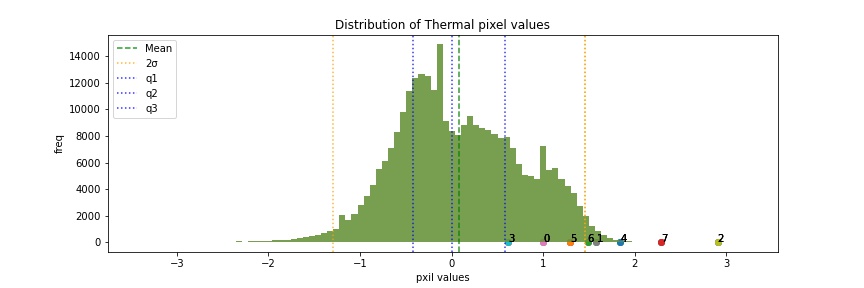 Distribution of Thermal pixel values
Mean
2σ
q1
q2
q3
freq
14000
12000
10000
8000
6000
4000
2000
0
3 0 5 6 1 4 7 2
−3 −2 −1 0 1 2 3
pxil values